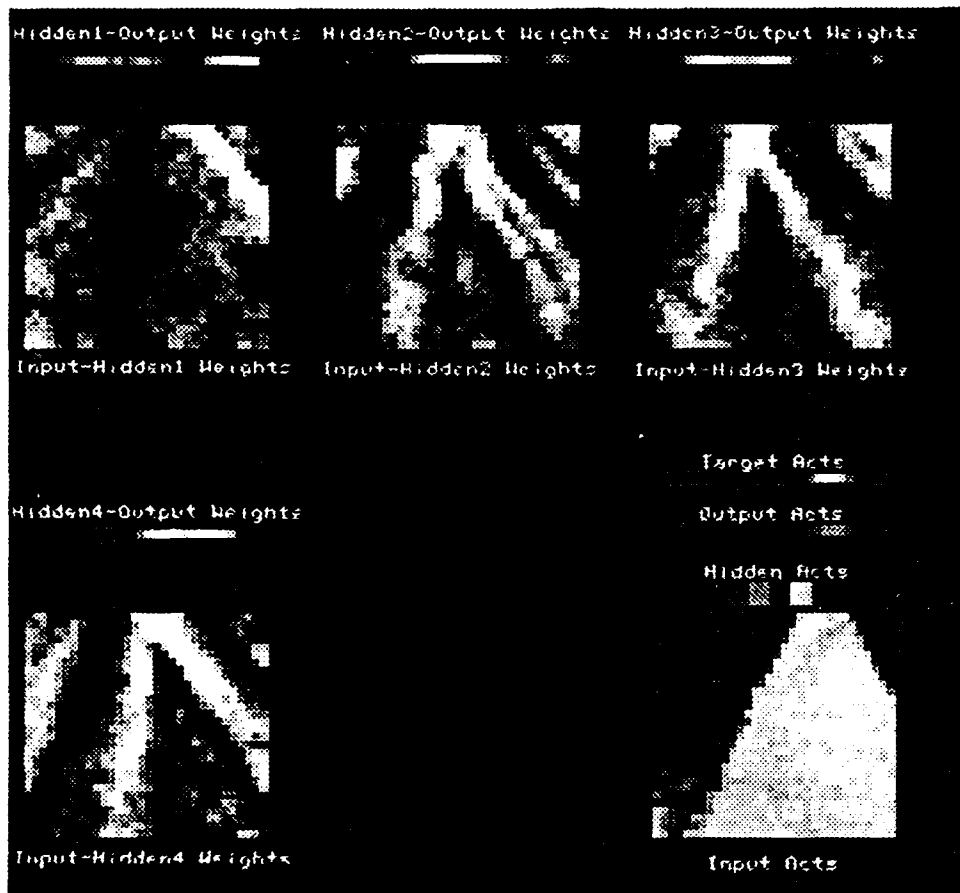 Hidden1-Output Weights
Hidden2-Output Weights
Hidden3-Output Weights
Input-Hidden1 Weights
Input-Hidden2 Weights
Input-Hidden3 Weights
Target Acts
Hidden4-Output Weights
Output Acts
Hidden Acts
Input-Hidden4 Weights
Input Acts